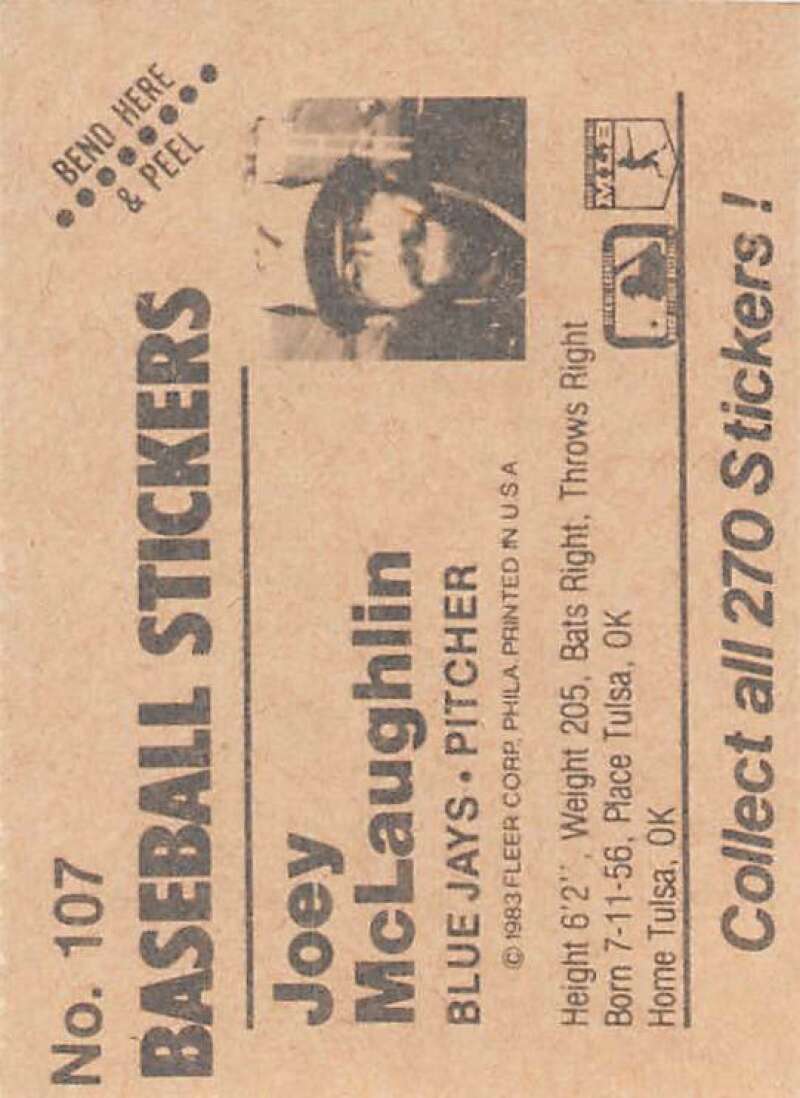 No. 107
BEND HERE
& PEEL
BASEBALL STICKERS
Joey
McLaughlin
BLUE JAYS • PITCHER
© 1983 FLEER CORP, PHILA PRINTED IN U.S.A
Height 6'2'', Weight 205, Bats Right, Throws Right
Born 7-11-56, Place Tulsa, OK
Home Tulsa, OK
Collect all 270 Stickers!